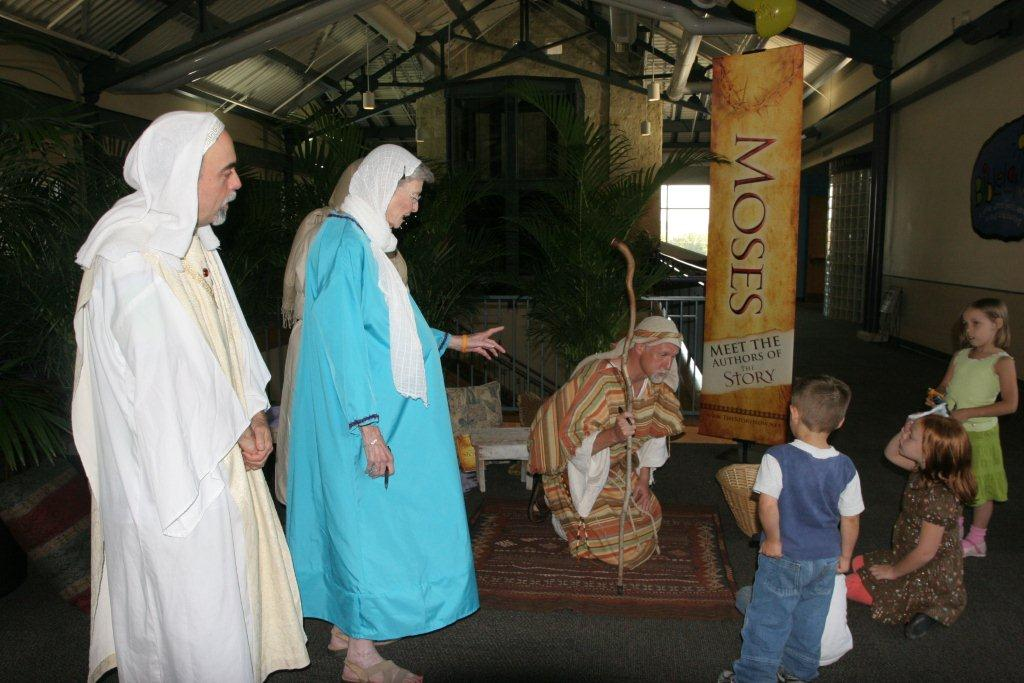 MOSES
MEET THE
AUTHORS OF
THE
STORY